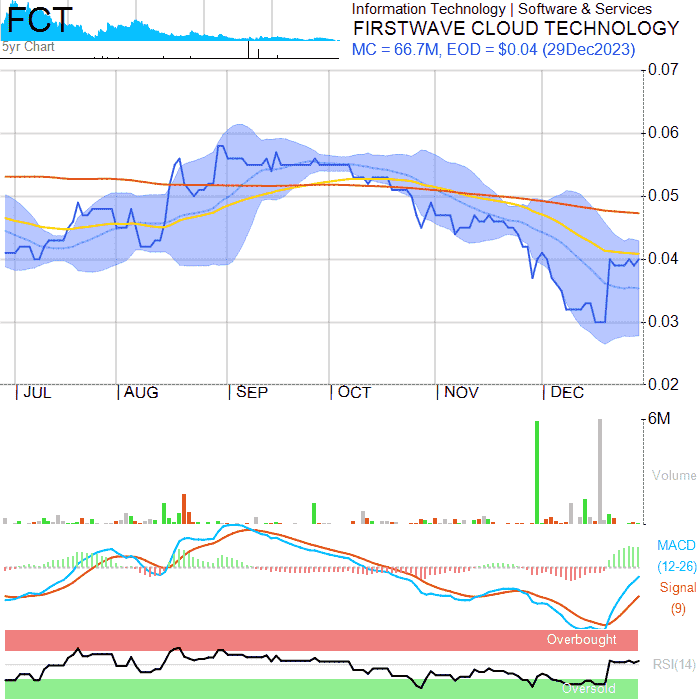 FCT
5yr Chart
Information Technology | Software & Services
FIRSTWAVE CLOUD TECHNOLOGY
MC = 66.7M, EOD = $0.04 (29Dec2023)
0.07
0.06
0.05
0.04
0.03
0.02
JUL AUG SEP OCT NOV DEC
6M
Volume
MACD
(12-26)
Signal
(9)
Overbought
RSI(14)
Oversold